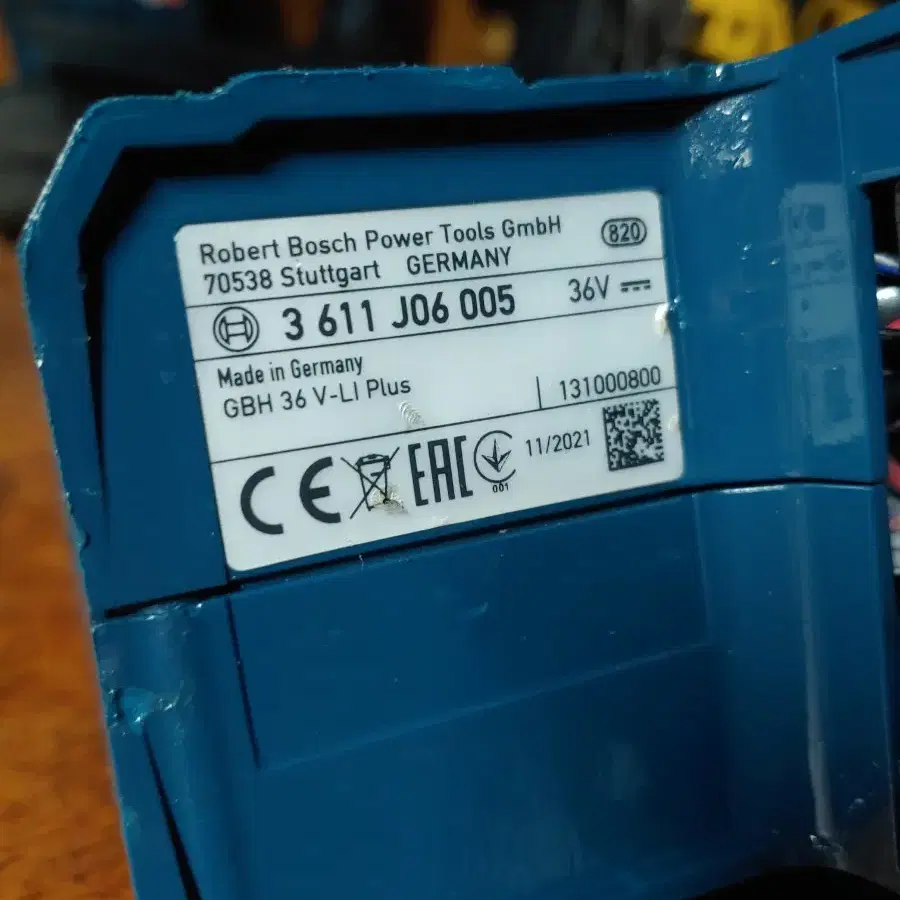 Robert Bosch Power Tools GmbH 820
70538 Stuttgart GERMANY
3 611 J06 005 36V
Made in Germany
GBH 36 V-LI Plus 131000800
CE EAC 001 11/2021